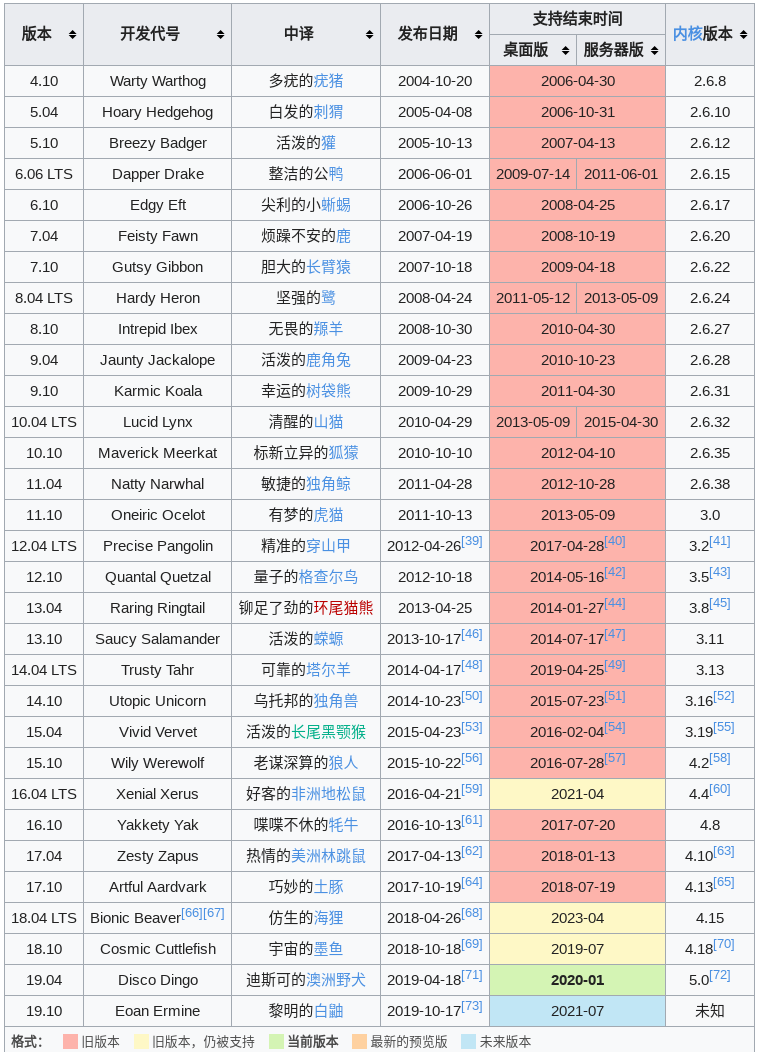 版本 开发代号 中译 发布日期 支持结束时间 内核版本
桌面版 服务器版
4.10 Warty Warthog 多疣的疣猪 2004-10-20 2006-04-30 2.6.8
5.04 Hoary Hedgehog 白发的刺猬 2005-04-08 2006-10-31 2.6.10
5.10 Breezy Badger 活泼的獾 2005-10-13 2007-04-13 2.6.12
6.06 LTS Dapper Drake 整洁的公鸭 2006-06-01 2009-07-14 2011-06-01 2.6.15
6.10 Edgy Eft 尖利的小蜥蜴 2006-10-26 2008-04-25 2.6.17
7.04 Feisty Fawn 烦躁不安的鹿 2007-04-19 2008-10-19 2.6.20
7.10 Gutsy Gibbon 胆大的长臂猿 2007-10-18 2009-04-18 2.6.22
8.04 LTS Hardy Heron 坚强的鹭 2008-04-24 2011-05-12 2013-05-09 2.6.24
8.10 Intrepid Ibex 无畏的羱羊 2008-10-30 2010-04-30 2.6.27
9.04 Jaunty Jackalope 活泼的鹿角兔 2009-04-23 2010-10-23 2.6.28
9.10 Karmic Koala 幸运的树袋熊 2009-10-29 2011-04-30 2.6.31
10.04 LTS Lucid Lynx 清醒的山猫 2010-04-29 2013-05-09 2015-04-30 2.6.32
10.10 Maverick Meerkat 标新立异的狐獴 2010-10-10 2012-04-10 2.6.35
11.04 Natty Narwhal 敏捷的独角鲸 2011-04-28 2012-10-28 2.6.38
11.10 Oneiric Ocelot 有梦的虎猫 2011-10-13 2013-05-09 3.0
12.04 LTS Precise Pangolin 精准的穿山甲 2012-04-26[39] 2017-04-28[40] 3.2[41]
12.10 Quantal Quetzal 量子的格查尔鸟 2012-10-18 2014-05-16[42] 3.5[43]
13.04 Raring Ringtail 铆足了劲的环尾猫熊 2013-04-25 2014-01-27[44] 3.8[45]
13.10 Saucy Salamander 活泼的蝾螈 2013-10-17[46] 2014-07-17[47] 3.11
14.04 LTS Trusty Tahr 可靠的塔尔羊 2014-04-17[48] 2019-04-25[49] 3.13
14.10 Utopic Unicorn 乌托邦的独角兽 2014-10-23[50] 2015-07-23[51] 3.16[52]
15.04 Vivid Vervet 活泼的长尾黑颚猴 2015-04-23[53] 2016-02-04[54] 3.19[55]
15.10 Wily Werewolf 老谋深算的狼人 2015-10-22[56] 2016-07-28[57] 4.2[58]
16.04 LTS Xenial Xerus 好客的非洲地松鼠 2016-04-21[59] 2021-04 4.4[60]
16.10 Yakkety Yak 喋喋不休的牦牛 2016-10-13[61] 2017-07-20 4.8
17.04 Zesty Zapus 热情的美洲林跳鼠 2017-04-13[62] 2018-01-13 4.10[63]
17.10 Artful Aardvark 巧妙的土豚 2017-10-19[64] 2018-07-19 4.13[65]
18.04 LTS Bionic Beaver[66][67] 仿生的海狸 2018-04-26[68] 2023-04 4.15
18.10 Cosmic Cuttlefish 宇宙的墨鱼 2018-10-18[69] 2019-07 4.18[70]
19.04 Disco Dingo 迪斯可的澳洲野犬 2019-04-18[71] 2020-01 5.0[72]
19.10 Eoan Ermine 黎明的白鼬 2019-10-17[73] 2021-07 未知
格式： 旧版本 旧版本，仍被支持 当前版本 最新的预览版 未来版本